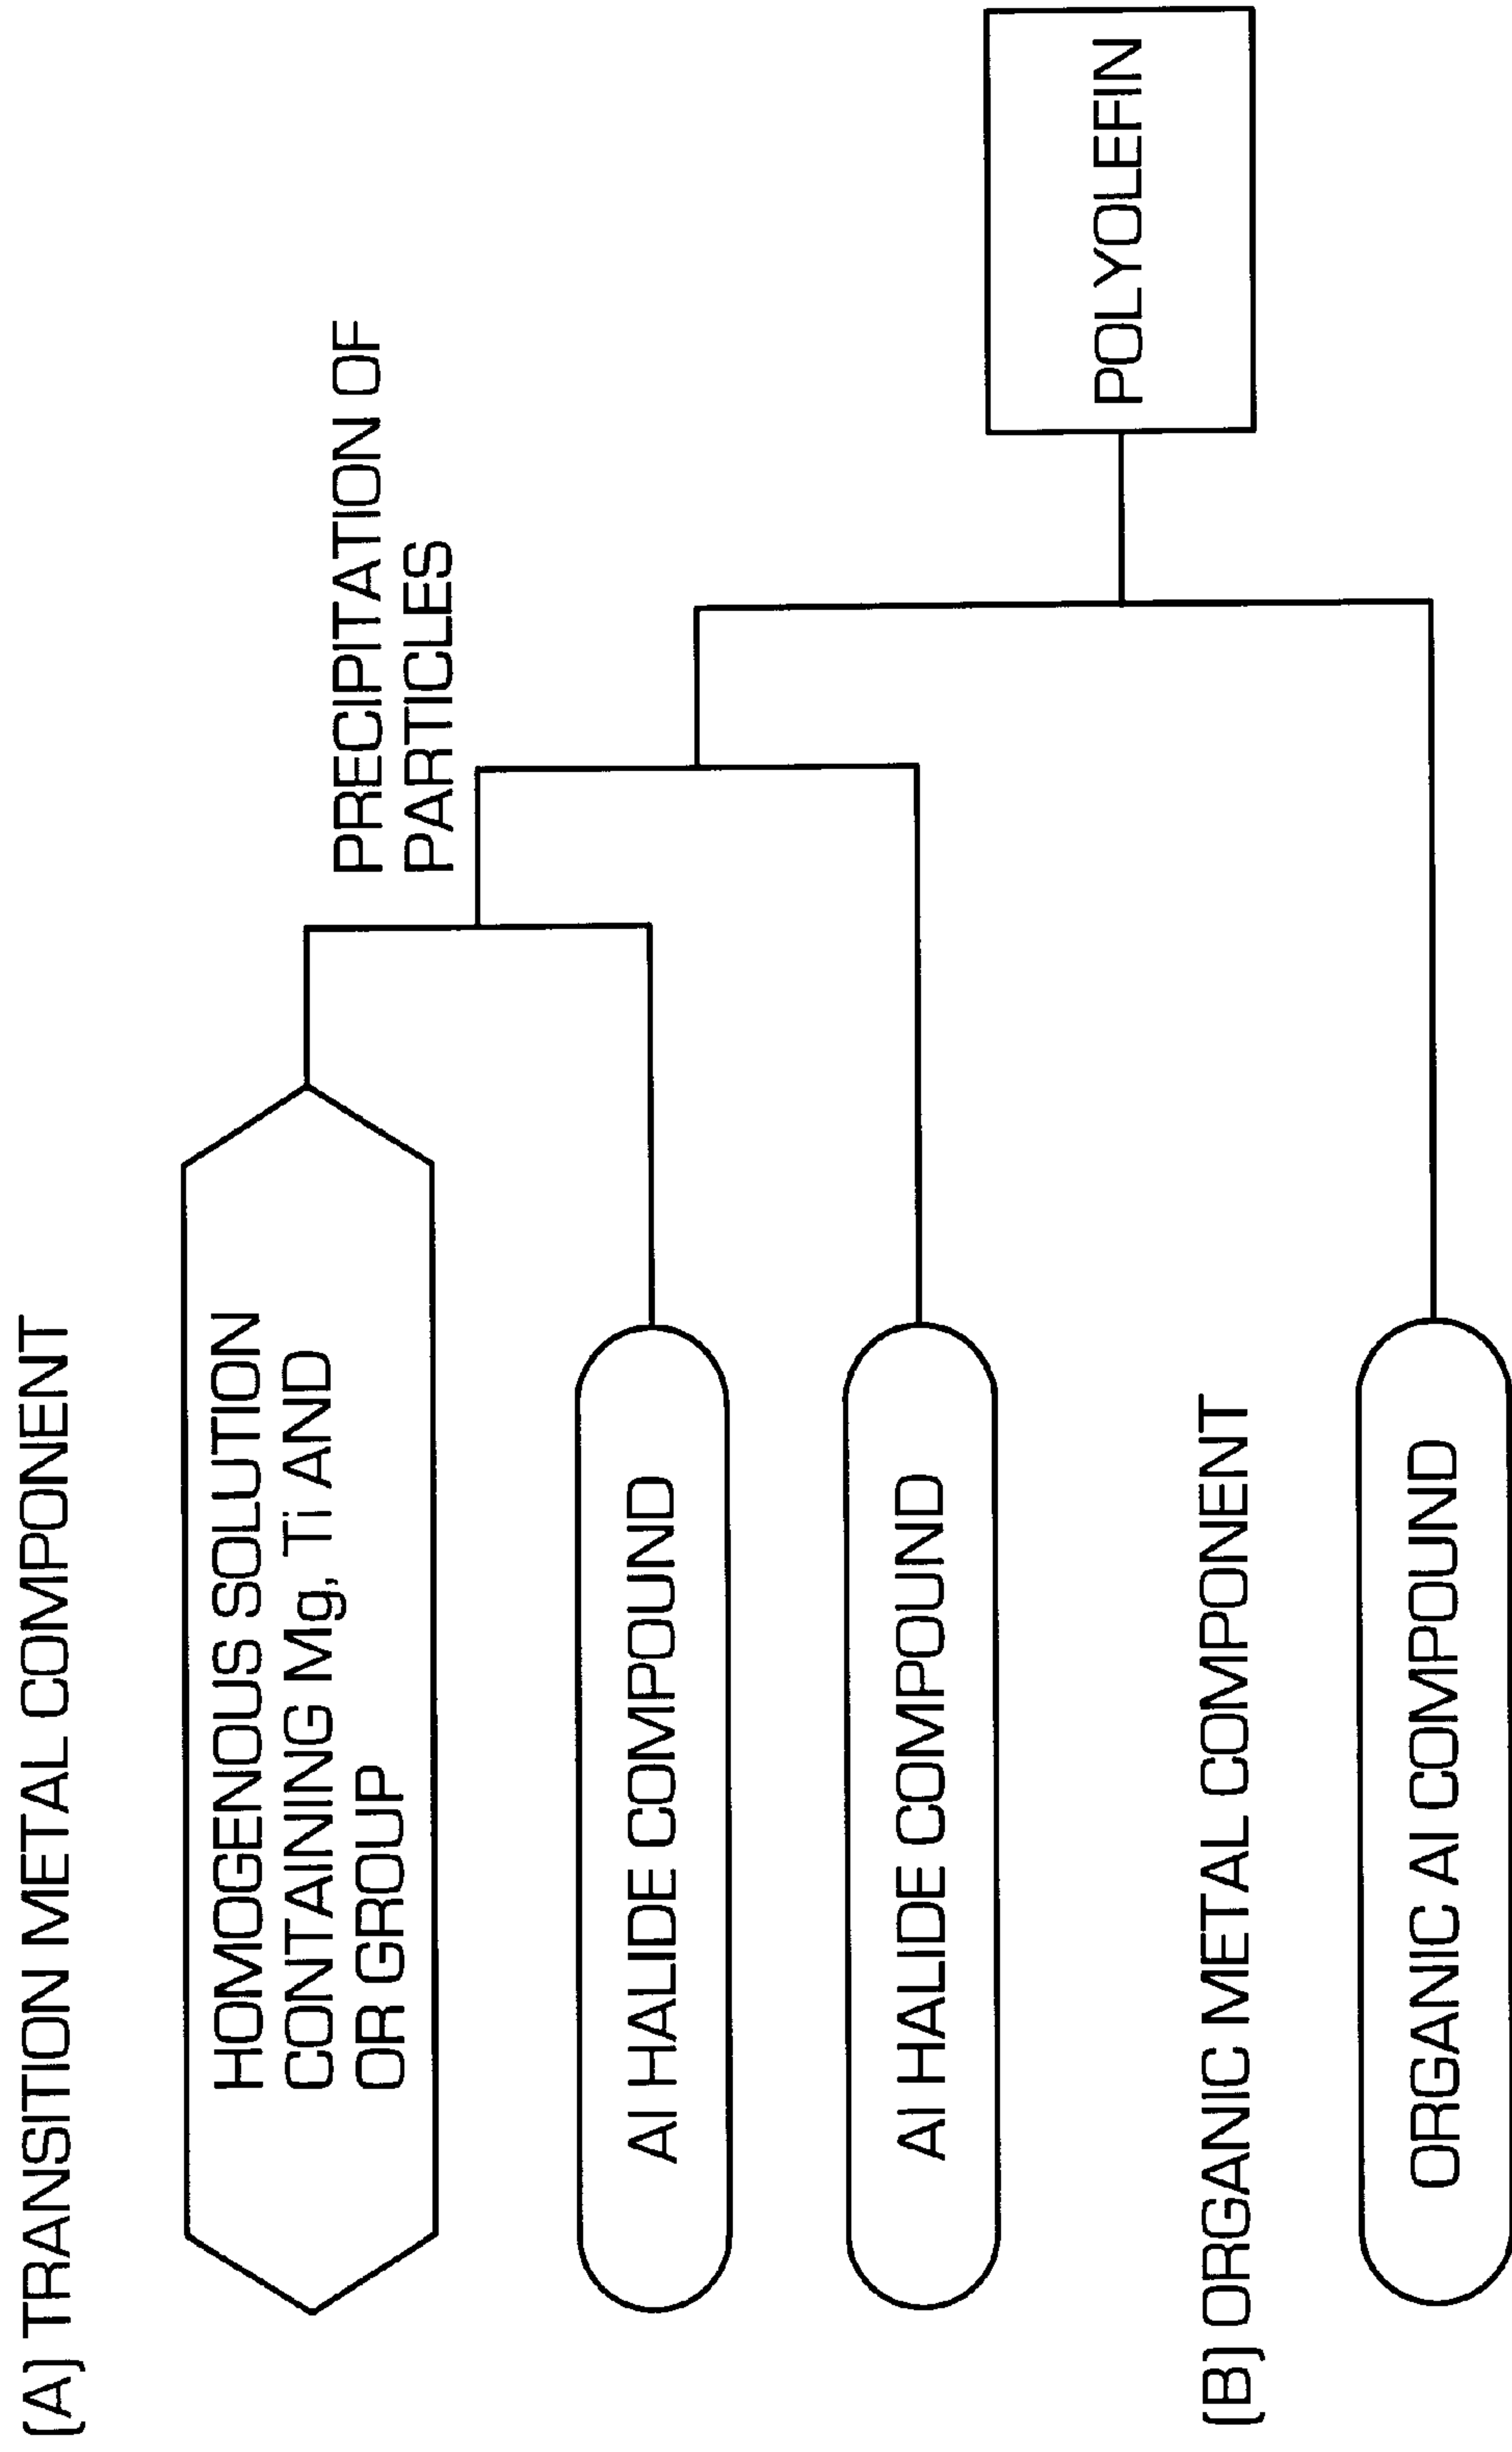 (A) TRANSITION METAL COMPONENT
HOMOGENIOUS SOLUTION
CONTAINING Mg, Ti AND
OR GROUP
PRECIPITATION OF
PARTICLES
Al HALIDE COMPOUND
Al HALIDE COMPOUND
POLYOLEFIN
(B) ORGANIC METAL COMPONENT
ORGANIC Al COMPOUND